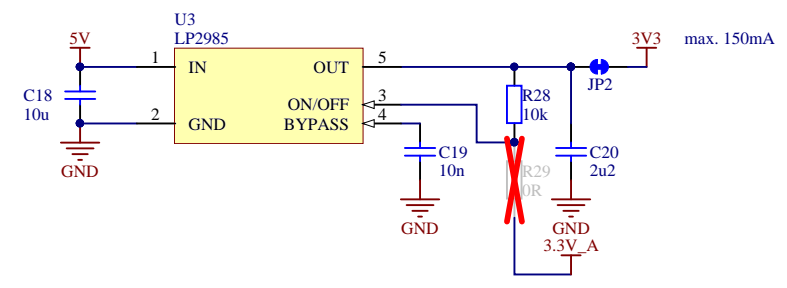 U3
LP2985
5V
1
IN
OUT
5
3V3
max. 150mA
JP2
C18
10u
ON/OFF
3
R28
10k
2
GND
BYPASS
4
GND
C19
10n
C20
2u2
R29
0R
GND
GND
3.3V_A